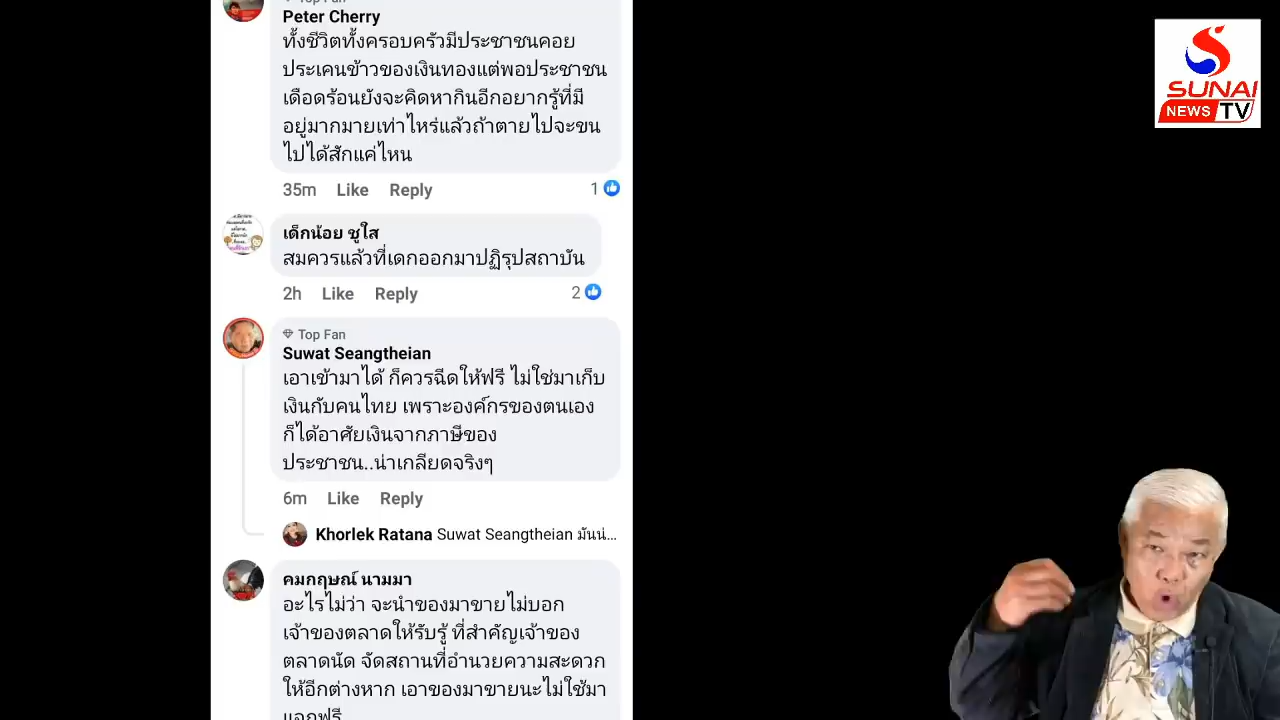 Top Fan
Peter Cherry
ทั้งชีวิตทั้งครอบครัวมีประชาชนคอย
ประเคนข้าวของเงินทองแต่พอประชาชน
เดือดร้อนยังจะคิดหากินอีกอยากรู้ที่มี
อยู่มากมายเท่าไหร่แล้วถ้าตายไปจะขน
ไปได้สักแค่ไหน
35m Like Reply 1
เด็กน้อย ชูใส
สมควรแล้วที่เดกออกมาปฏิรุปสถาบัน
2h Like Reply 2
Top Fan
Suwat Seangtheian
เอาเข้ามาได้ ก็ควรฉีดให้ฟรี ไม่ใช่มาเก็บ
เงินกับคนไทย เพราะองค์กรของตนเอง
ก็ได้อาศัยเงินจากภาษีของ
ประชาชน..น่าเกลียดจริงๆ
6m Like Reply
Khorlek Ratana Suwat Seangtheian มันน่...
คมกฤษณ์ นามมา
อะไรไม่ว่า จะนำของมาขายไม่บอก
เจ้าของตลาดให้รับรู้ ที่สำคัญเจ้าของ
ตลาดนัด จัดสถานที่อำนวยความสะดวก
ให้อีกต่างหาก เอาของมาขายนะไม่ใช้มา
แจกฟรี
SUNAI
NEWS TV